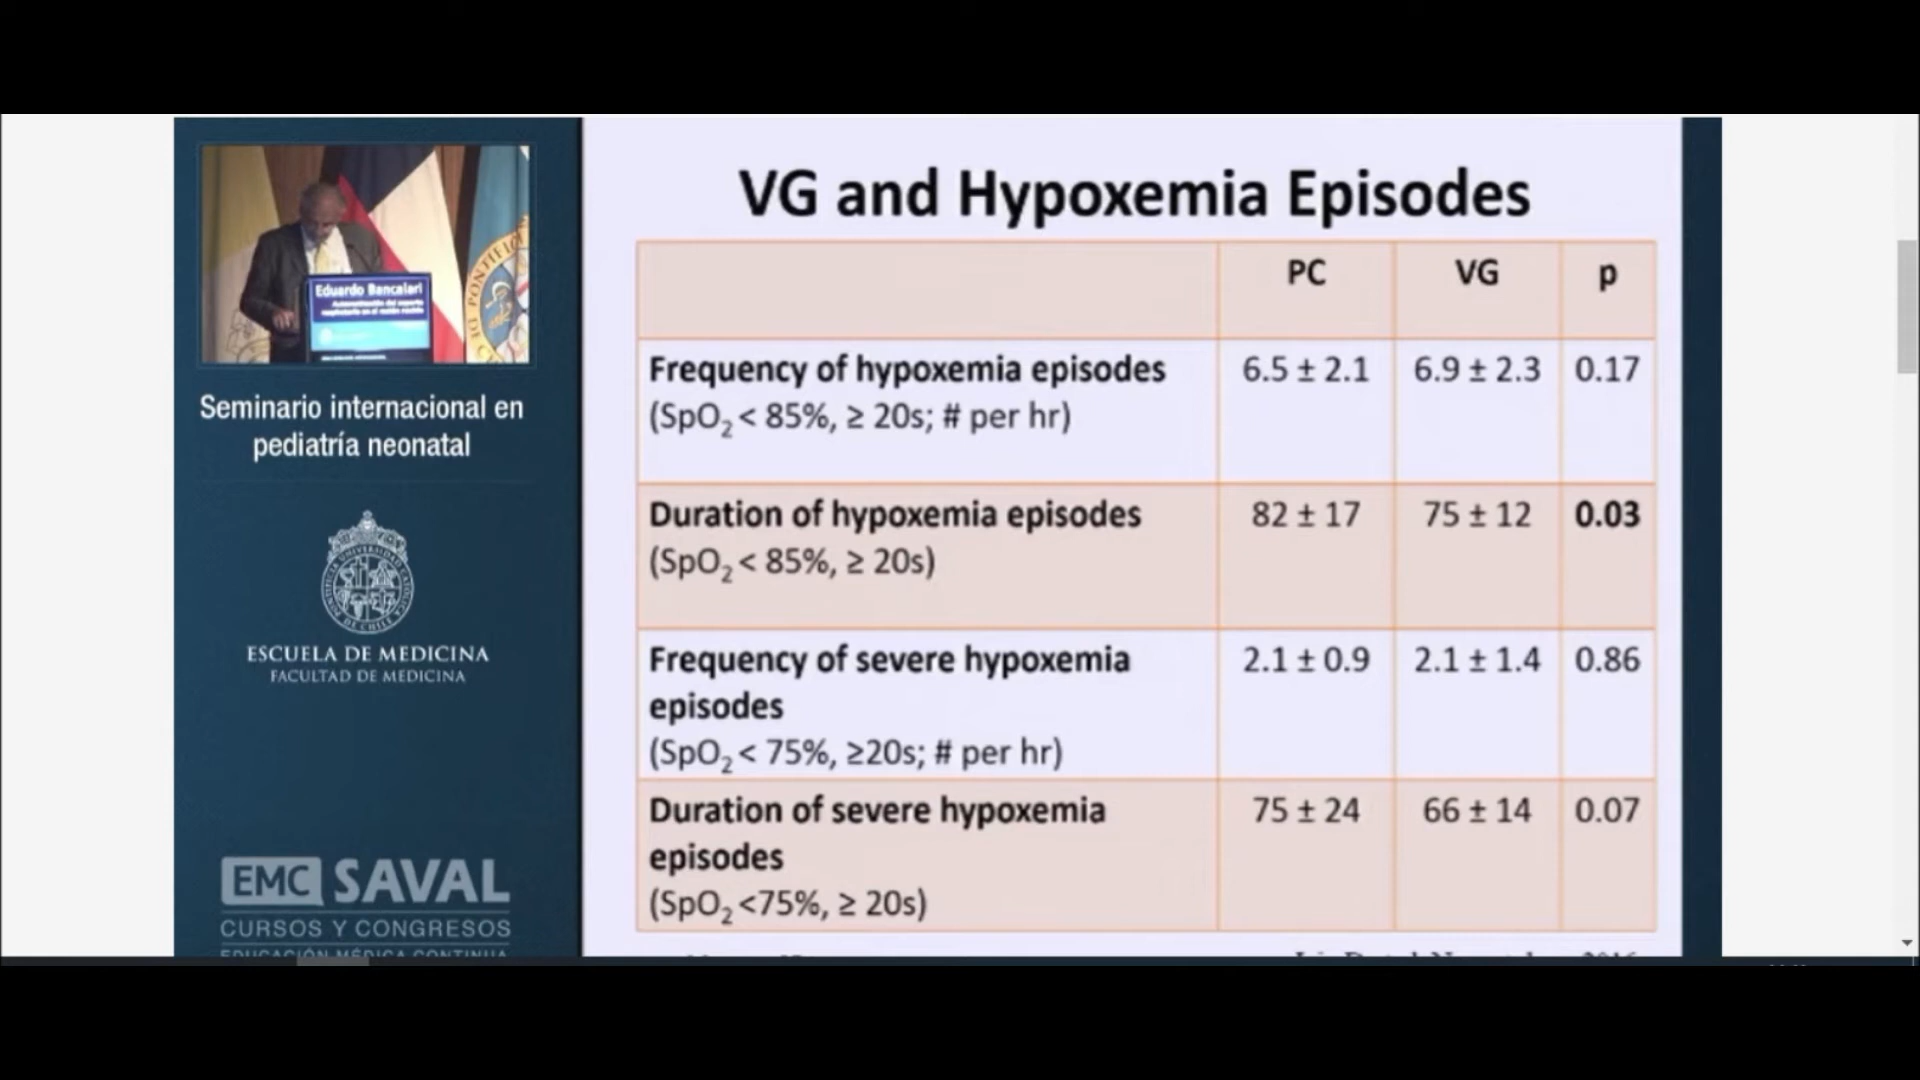 Eduardo Bancalari
Seminario internacional en
pediatría neonatal
ESCUELA DE MEDICINA
FACULTAD DE MEDICINA
EMC SAVAL
CURSOS Y CONGRESOS
EDUCACIÓN MÉDICA CONTINUA
VG and Hypoxemia Episodes
PC VG p
Frequency of hypoxemia episodes 6.5 ± 2.1 6.9 ± 2.3 0.17
(SpO₂ < 85%, ≥ 20s; # per hr)
Duration of hypoxemia episodes 82 ± 17 75 ± 12 0.03
(SpO₂ < 85%, ≥ 20s)
Frequency of severe hypoxemia 2.1 ± 0.9 2.1 ± 1.4 0.86
episodes
(SpO₂ < 75%, ≥20s; # per hr)
Duration of severe hypoxemia 75 ± 24 66 ± 14 0.07
episodes
(SpO₂ <75%, ≥ 20s)